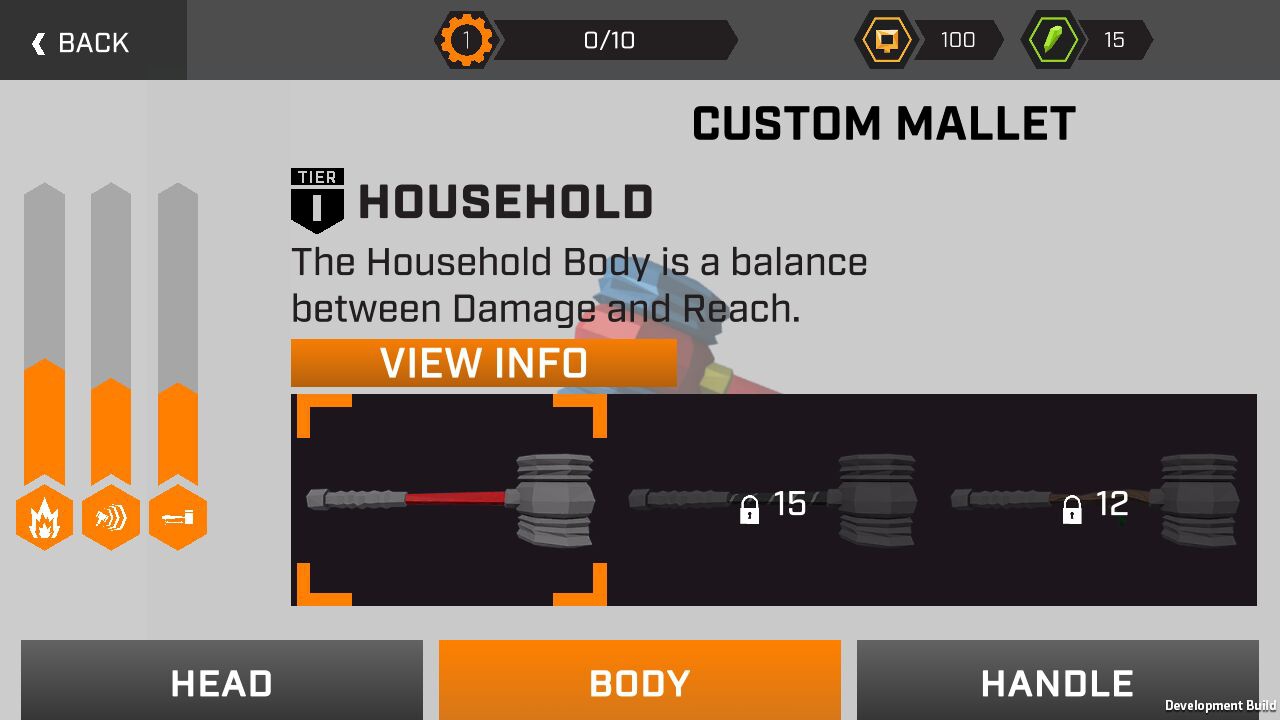 BACK
1
0/10
100
15
CUSTOM MALLET
TIER
I
HOUSEHOLD
The Household Body is a balance
between Damage and Reach.
VIEW INFO
15
12
HEAD
BODY
HANDLE
Development Build